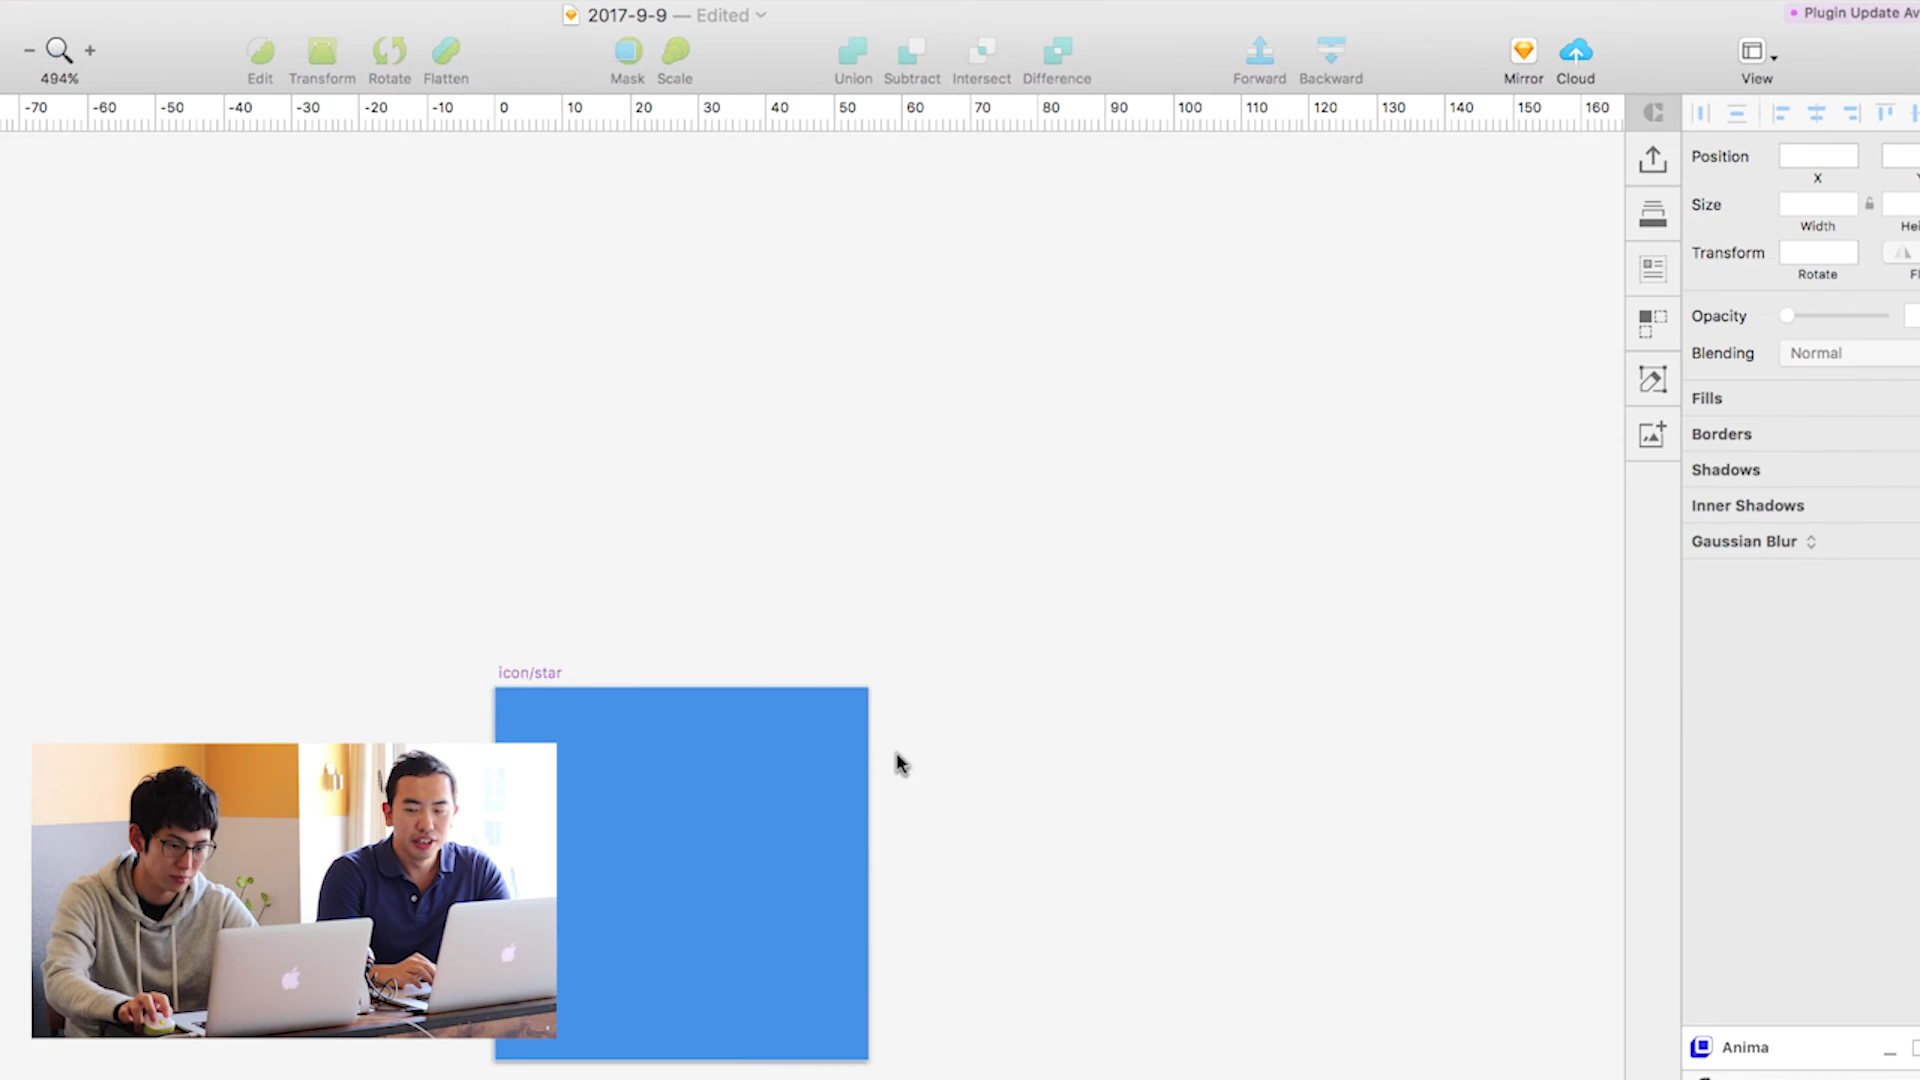 2017-9-9 — Edited
Plugin Update Av
494%
Edit
Transform
Rotate
Flatten
Mask
Scale
Union
Subtract
Intersect
Difference
Forward
Backward
Mirror
Cloud
View
-70 -60 -50 -40 -30 -20 -10 0 10 20 30 40 50 60 70 80 90 100 110 120 130 140 150 160
Position
X
Size
Width
Hei
Transform
Rotate
Fl
Opacity
Blending
Normal
Fills
Borders
Shadows
Inner Shadows
Gaussian Blur
icon/star
Anima